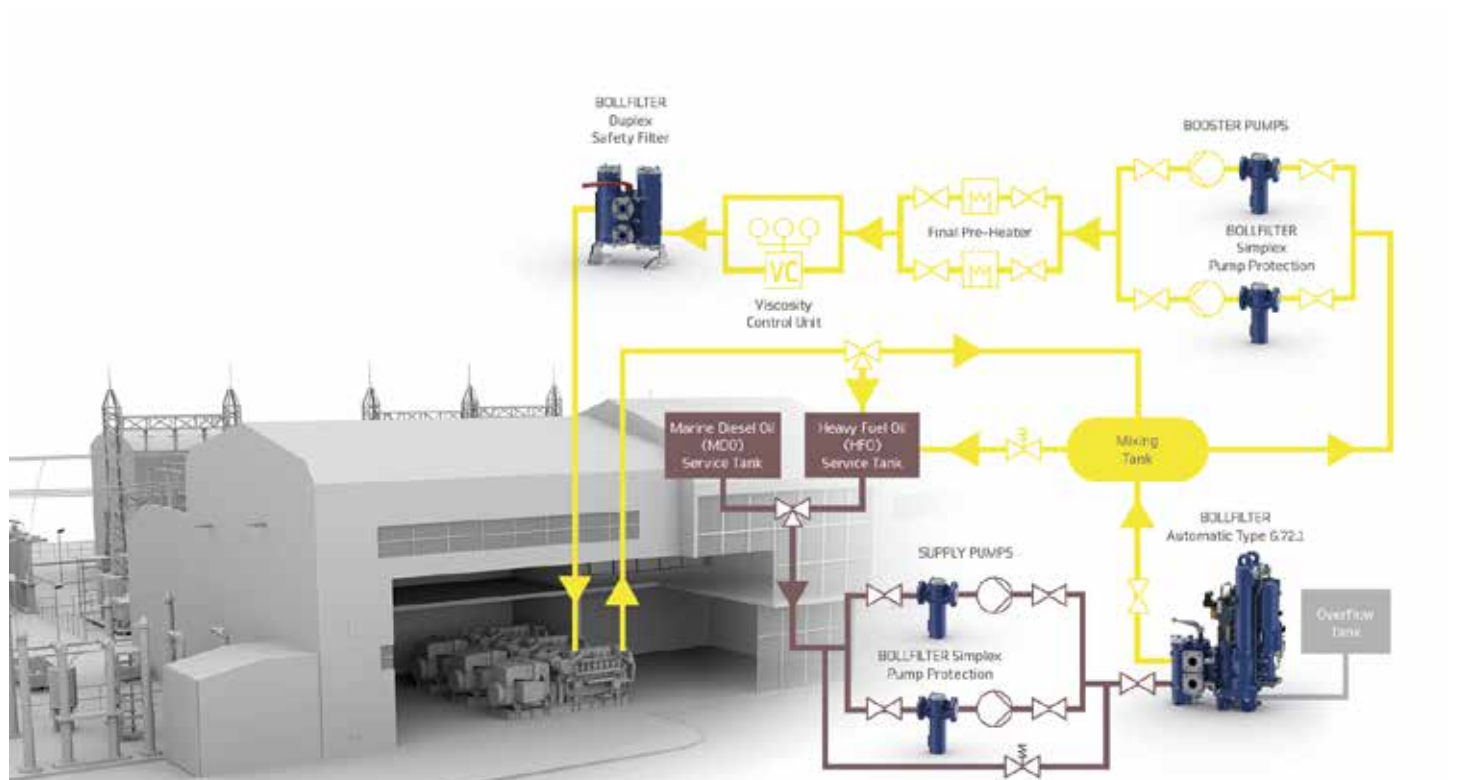 BOLLFILTER
Duplex
Safety Filter
BOOSTER PUMPS
BOLLFILTER
Simplex
Pump Protection
Final Pre-Heater
VC
Viscosity
Control Unit
Marine Diesel Oil
(MDO)
Service Tank
Heavy Fuel Oil
(HFO)
Service Tank
Mixing
Tank
BOLLFILTER
Automatic Type 6.72.1
SUPPLY PUMPS
Overflow
Tank
BOLLFILTER Simplex
Pump Protection